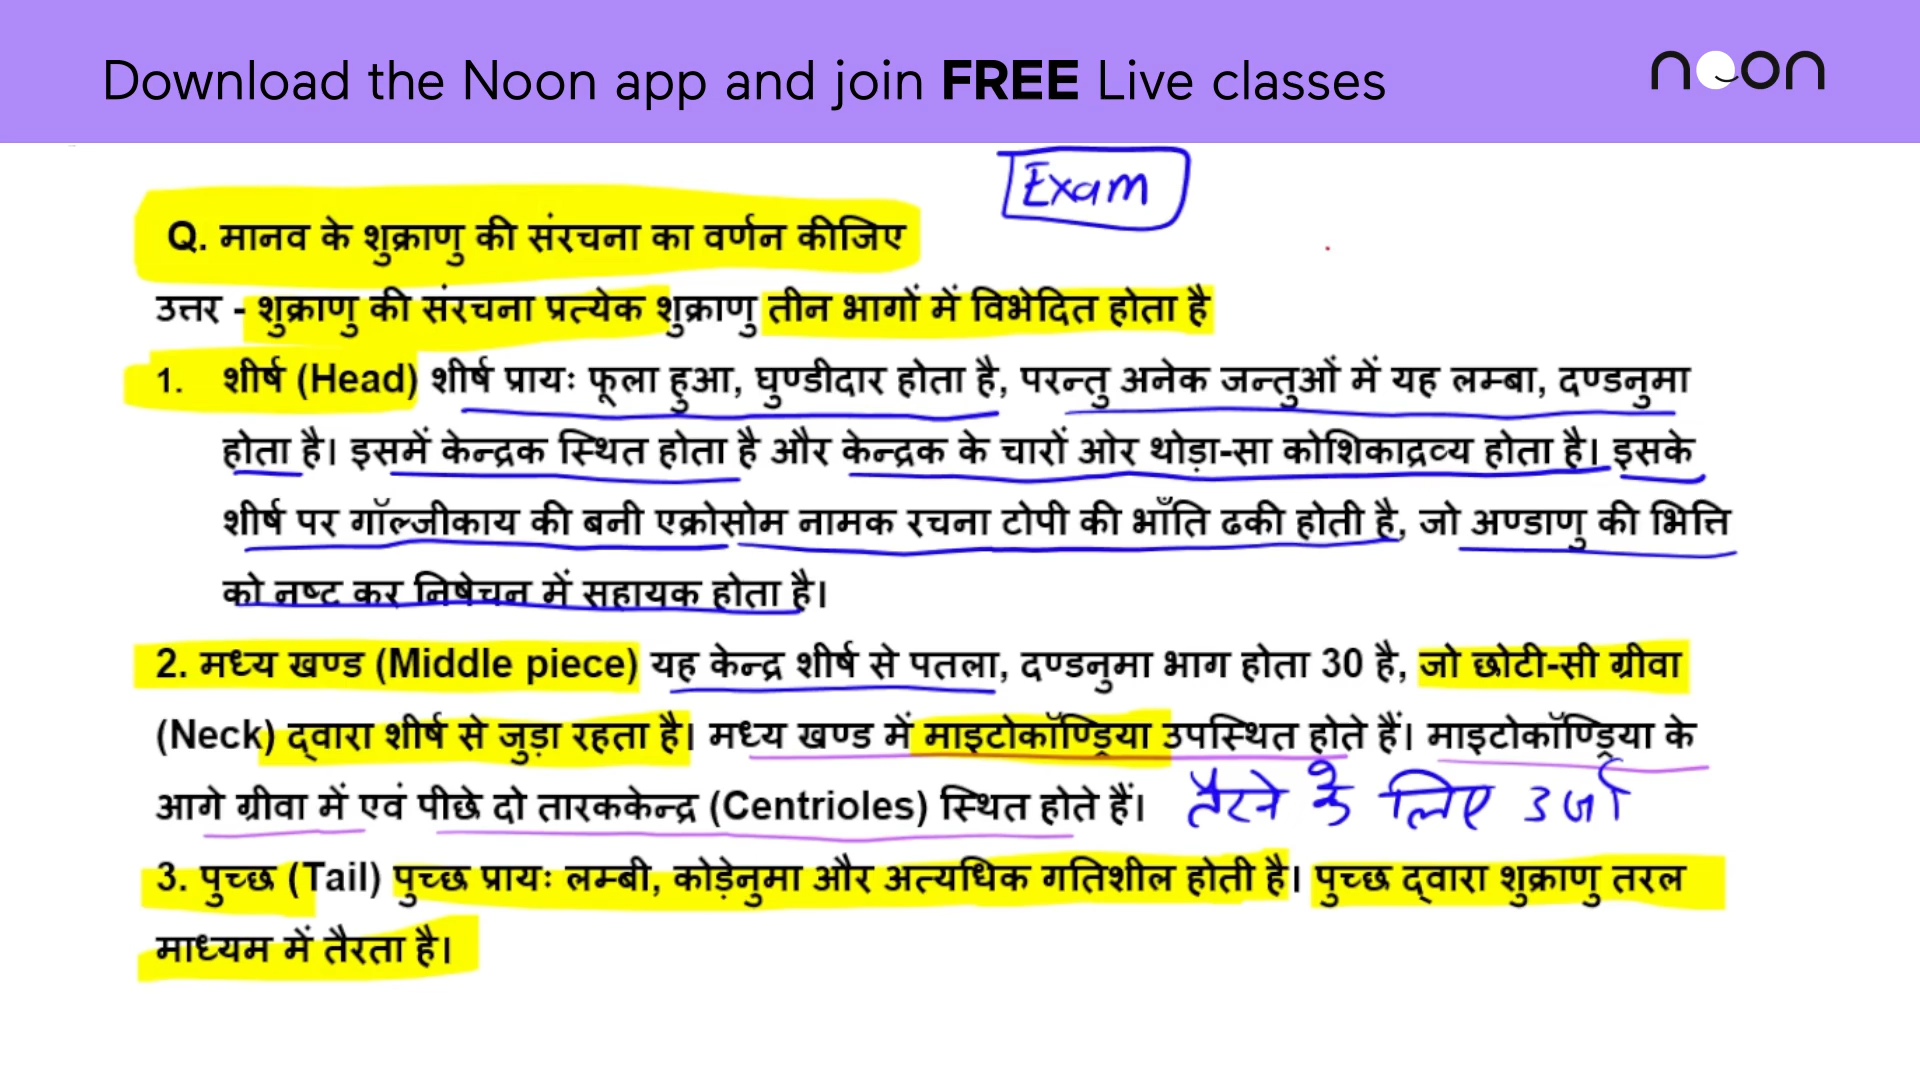 Download the Noon app and join FREE Live classes
noon
Exam
Q. मानव के शुक्राणु की संरचना का वर्णन कीजिए
उत्तर - शुक्राणु की संरचना प्रत्येक शुक्राणु तीन भागों में विभेदित होता है
1. शीर्ष (Head) शीर्ष प्रायः फूला हुआ, घुण्डीदार होता है, परन्तु अनेक जन्तुओं में यह लम्बा, दण्डनुमा
होता है। इसमें केन्द्रक स्थित होता है और केन्द्रक के चारों ओर थोड़ा-सा कोशिकाद्रव्य होता है। इसके
शीर्ष पर गॉल्जीकाय की बनी एक्रोसोम नामक रचना टोपी की भाँति ढकी होती है, जो अण्डाणु की भित्ति
को नष्ट कर निषेचन में सहायक होता है।
2. मध्य खण्ड (Middle piece) यह केन्द्र शीर्ष से पतला, दण्डनुमा भाग होता 30 है, जो छोटी-सी ग्रीवा
(Neck) द्वारा शीर्ष से जुड़ा रहता है। मध्य खण्ड में माइटोकॉण्ड्रिया उपस्थित होते हैं। माइटोकॉण्ड्रिया के
आगे ग्रीवा में एवं पीछे दो तारककेन्द्र (Centrioles) स्थित होते हैं। तैरने के लिए उर्जा
3. पुच्छ (Tail) पुच्छ प्रायः लम्बी, कोड़ेनुमा और अत्यधिक गतिशील होती है। पुच्छ द्वारा शुक्राणु तरल
माध्यम में तैरता है।